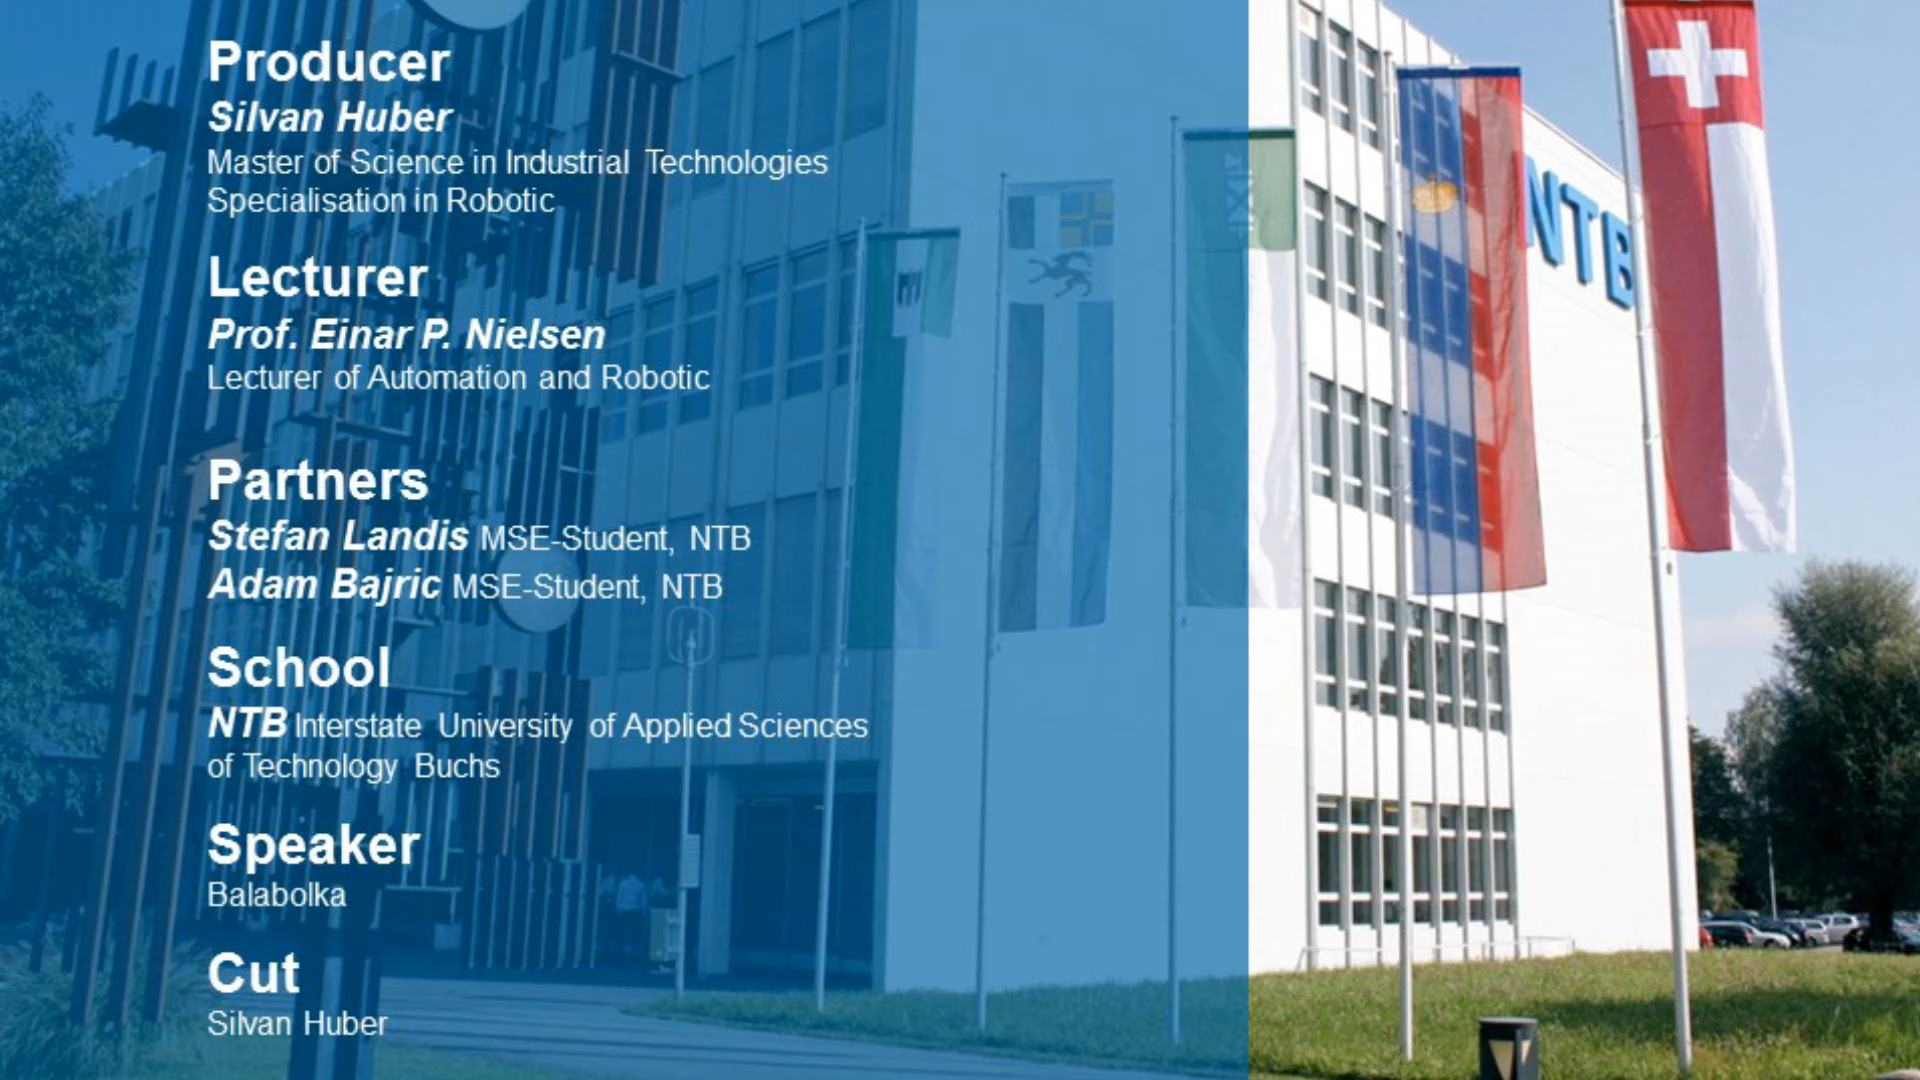 Producer
Silvan Huber
Master of Science in Industrial Technologies
Specialisation in Robotic
Lecturer
Prof. Einar P. Nielsen
Lecturer of Automation and Robotic
Partners
Stefan Landis MSE-Student, NTB
Adam Bajric MSE-Student, NTB
School
NTB Interstate University of Applied Sciences
of Technology Buchs
Speaker
Balabolka
Cut
Silvan Huber
NTB